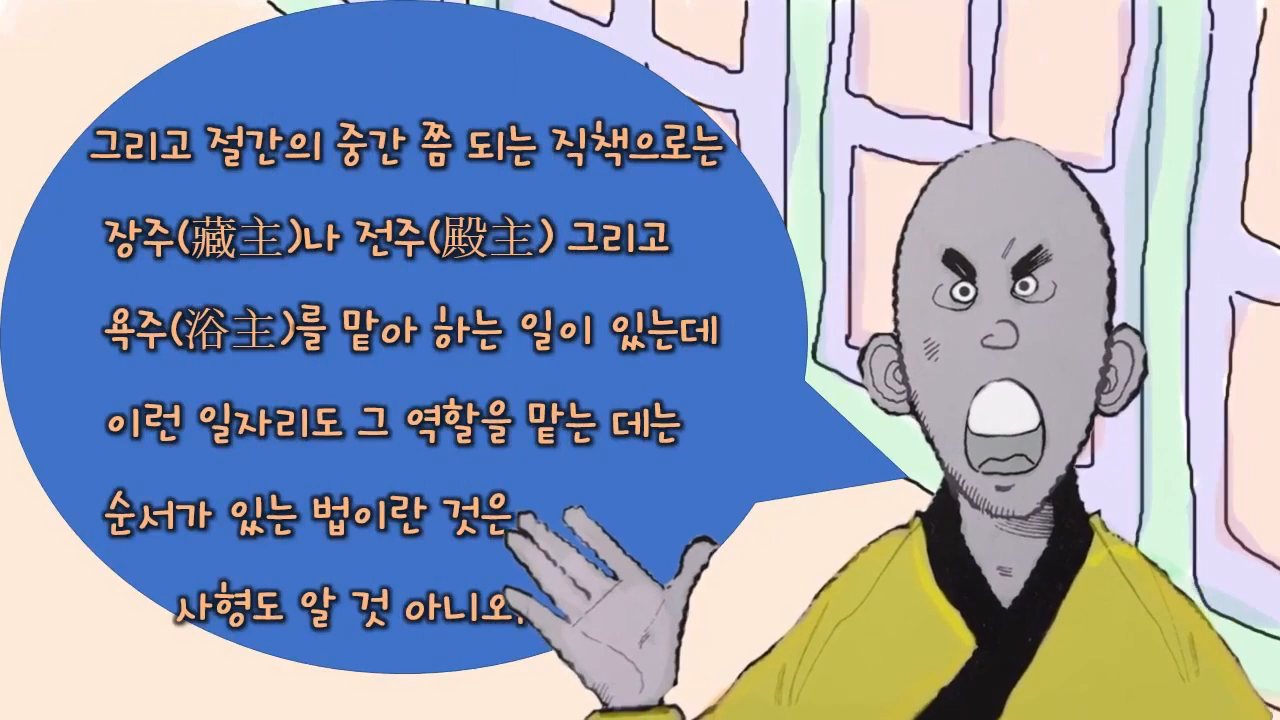 그리고 절간의 중간 쯤 되는 직책으로는
장주(藏主)나 전주(殿主) 그리고
욕주(浴主)를 맡아 하는 일이 있는데
이런 일자리도 그 역할을 맡는 데는
순서가 있는 법이란 것은
사형도 알 것 아니오.